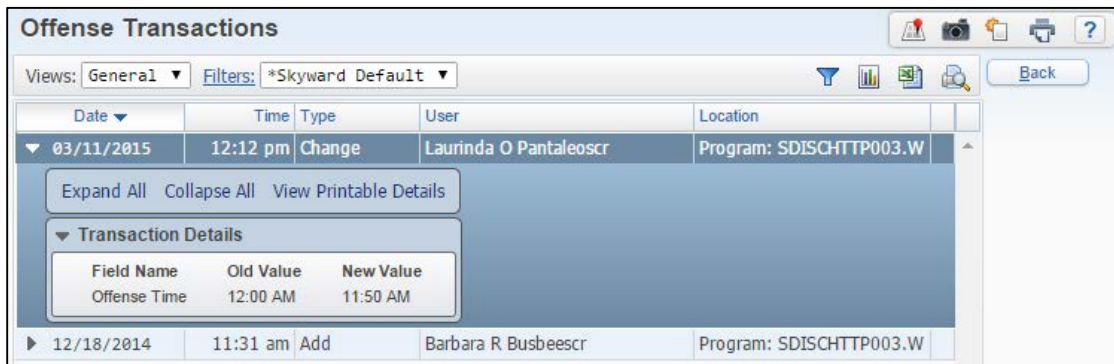 Offense Transactions
?
Views: General ▼ Filters: *Skyward Default ▼
Back
Date Time Type User Location
03/11/2015 12:12 pm Change Laurinda O Pantaleoscr Program: SDISCHTTP003.W
Expand All Collapse All View Printable Details
Transaction Details
Field Name Old Value New Value
Offense Time 12:00 AM 11:50 AM
12/18/2014 11:31 am Add Barbara R Busbeescr Program: SDISCHTTP003.W